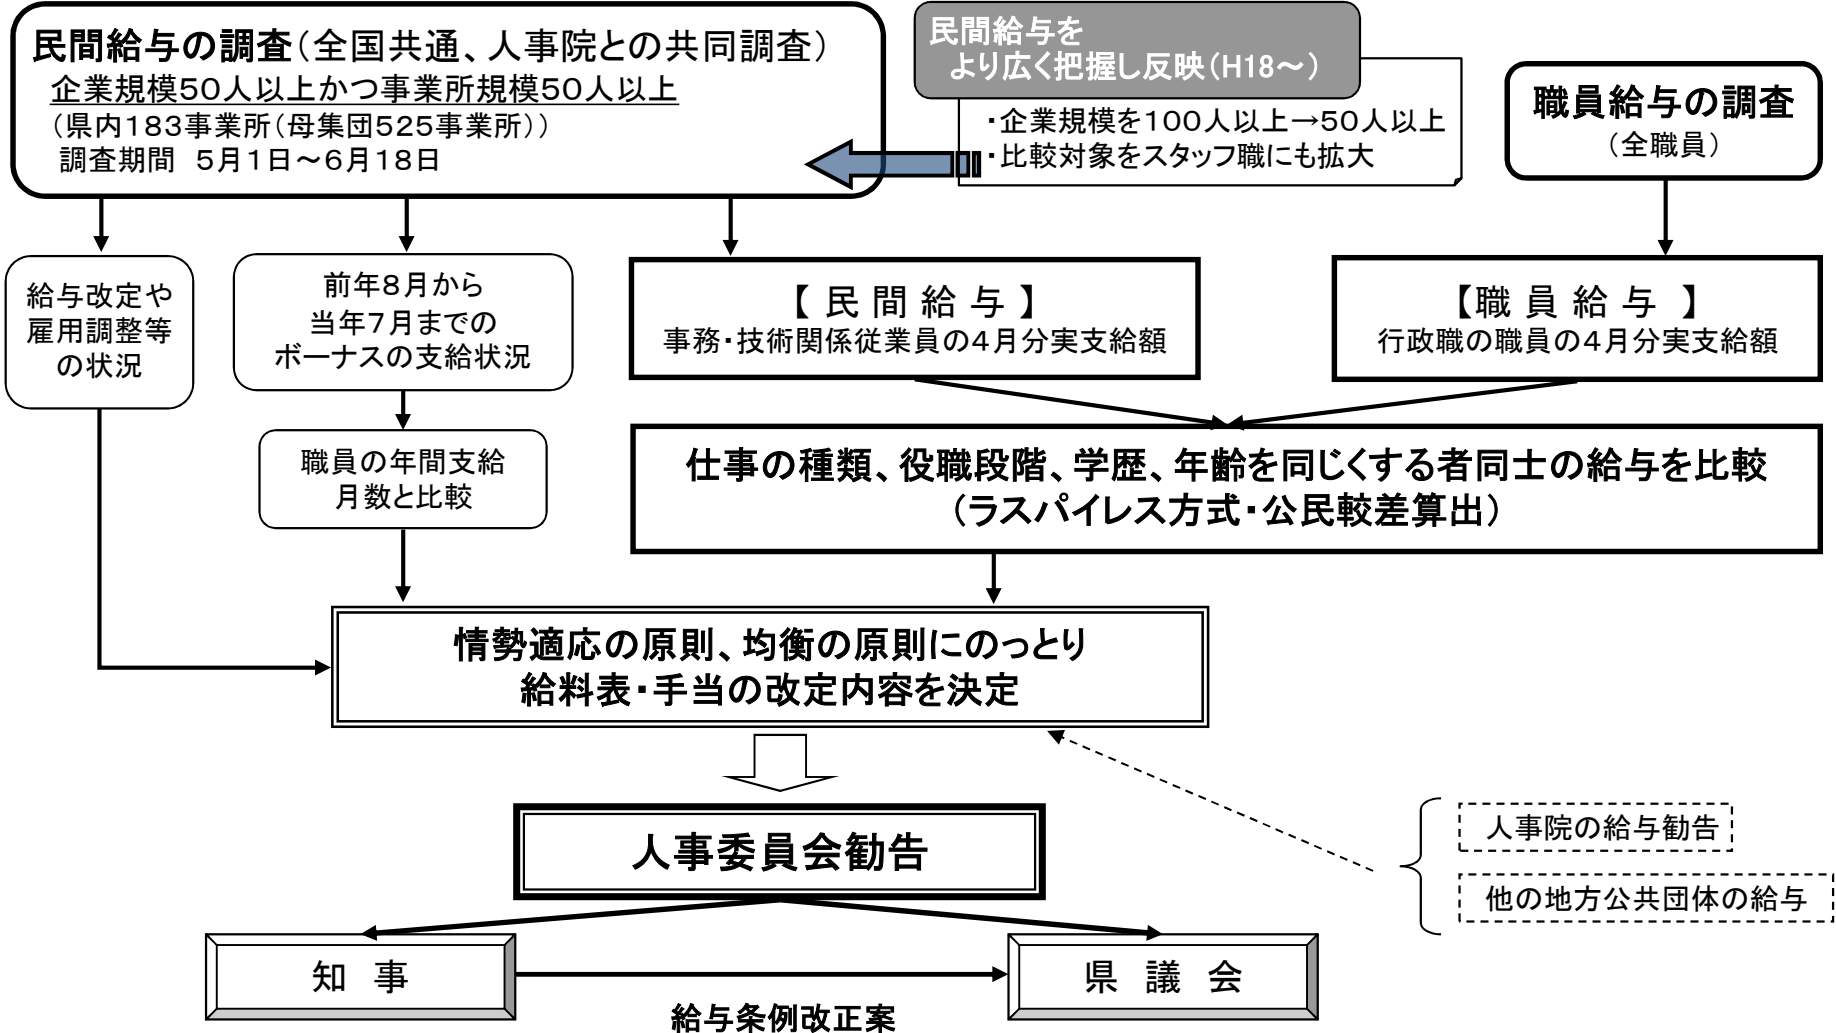 民間給与の調査(全国共通、人事院との共同調査)
企業規模50人以上かつ事業所規模50人以上
(県内183事業所(母集団525事業所))
調査期間 5月1日～6月18日
民間給与を
より広く把握し反映(H18～)
・企業規模を100人以上→50人以上
・比較対象をスタッフ職にも拡大
職員給与の調査
(全職員)
給与改定や
雇用調整等
の状況
前年8月から
当年7月までの
ボーナスの支給状況
【 民 間 給 与 】
事務・技術関係従業員の4月分実支給額
【職 員 給 与 】
行政職の職員の4月分実支給額
職員の年間支給
月数と比較
仕事の種類、役職段階、学歴、年齢を同じくする者同士の給与を比較
(ラスパイレス方式・公民較差算出)
情勢適応の原則、均衡の原則にのっとり
給料表・手当の改定内容を決定
人事委員会勧告
人事院の給与勧告
他の地方公共団体の給与
知 事
県 議 会
給与条例改正案